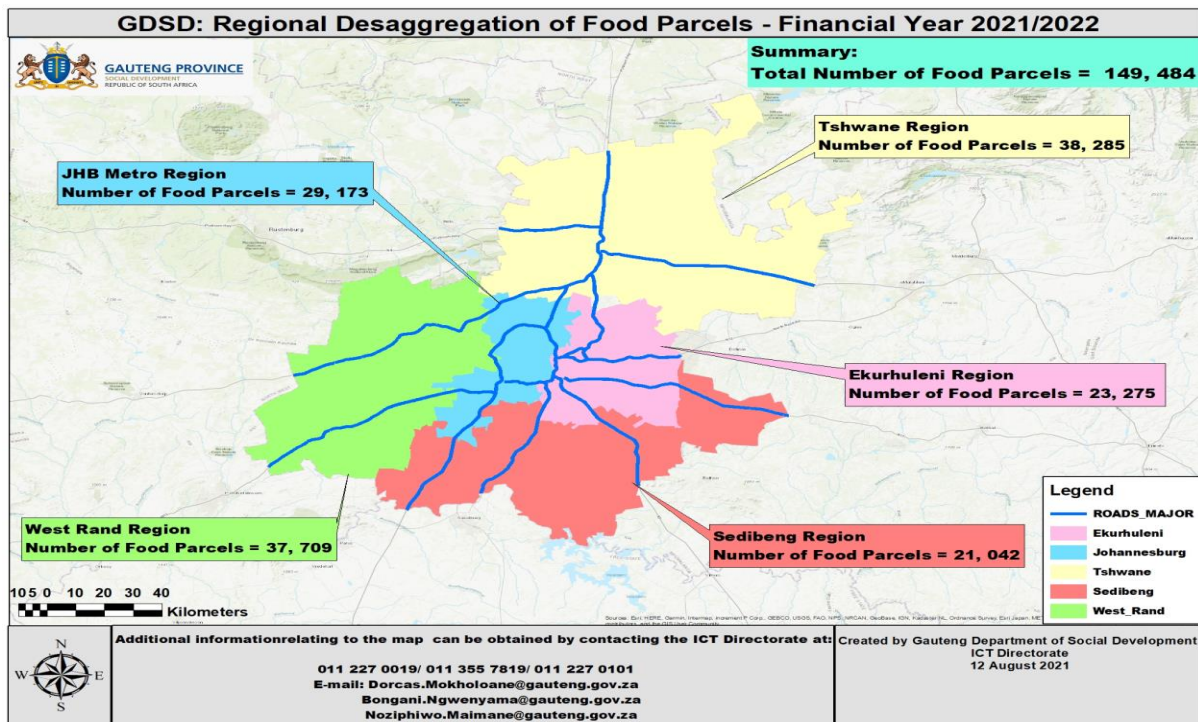 GDSD: Regional Desaggregation of Food Parcels - Financial Year 2021/2022
GAUTENG PROVINCE
SOCIAL DEVELOPMENT
REPUBLIC OF SOUTH AFRICA
Summary:
Total Number of Food Parcels = 149, 484
Tshwane Region
Number of Food Parcels = 38, 285
JHB Metro Region
Number of Food Parcels = 29, 173
Ekurhuleni Region
Number of Food Parcels = 23, 275
West Rand Region
Number of Food Parcels = 37, 709
Sedibeng Region
Number of Food Parcels = 21, 042
Legend
ROADS_MAJOR
Ekurhuleni
Johannesburg
Tshwane
Sedibeng
West_Rand
10 5 0 10 20 30 40
Kilometers
N
W E
S
Additional informationrelating to the map can be obtained by contacting the ICT Directorate at:
011 227 0019/ 011 355 7819/ 011 227 0101
E-mail: Dorcas.Mokholoane@gauteng.gov.za
Bongani.Ngwenyama@gauteng.gov.za
Noziphiwo.Maimane@gauteng.gov.za
Created by Gauteng Department of Social Development
ICT Directorate
12 August 2021